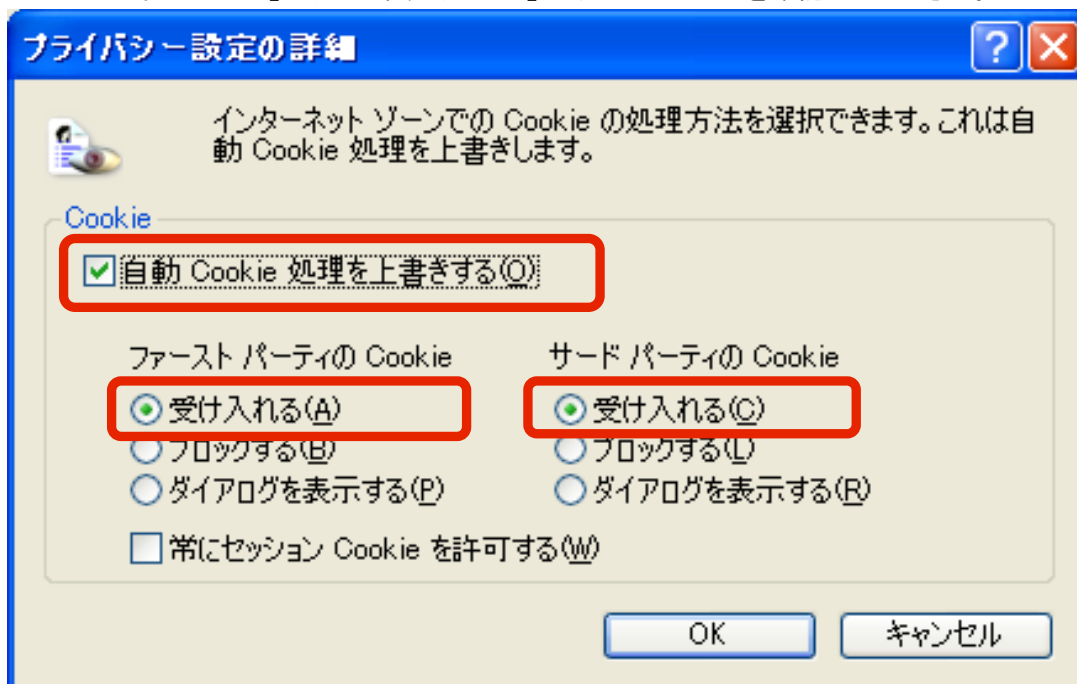 プライバシー設定の詳細
インターネット ゾーンでの Cookie の処理方法を選択できます。これは自
動 Cookie 処理を上書きします。
Cookie
自動 Cookie 処理を上書きする(O)
ファースト パーティの Cookie
サード パーティの Cookie
受け入れる(A)
受け入れる(C)
ブロックする(B)
ブロックする(L)
ダイアログを表示する(P)
ダイアログを表示する(R)
常にセッション Cookie を許可する(W)
OK
キャンセル